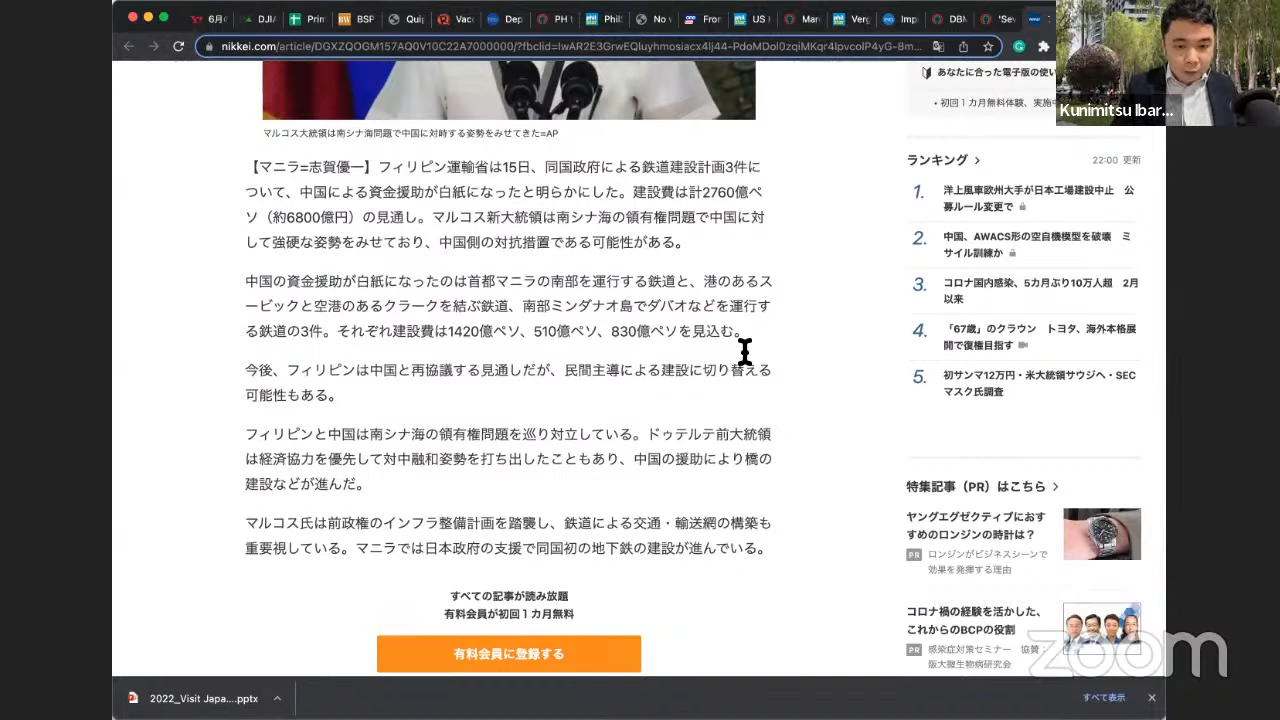 Y! 6月
DJIA
Prin
BW BSP
Quij
Vacc
Dep
PH t
Phil
No v
Fror
US I
Marc
Verg
Imp
DBM
'Sev
nikkei.com/article/DGXZQOGM157AQ0V10C22A7000000/?fbclid=IwAR2E3GrwEQluyhmosiacx4lj44-PdoMDol0zqiMKqr4IpvcolP4yG-8m...
Kunimitsu Ibar...
あなたに合った電子版の使い
・初回1カ月無料体験、実施中
マルコス大統領は南シナ海問題で中国に対峙する姿勢をみせてきた=AP
【マニラ=志賀優一】フィリピン運輸省は15日、同国政府による鉄道建設計画3件に
ついて、中国による資金援助が白紙になったと明らかにした。建設費は計2760億ペ
ソ（約6800億円）の見通し。マルコス新大統領は南シナ海の領有権問題で中国に対
して強硬な姿勢をみせており、中国側の対抗措置である可能性がある。
中国の資金援助が白紙になったのは首都マニラの南部を運行する鉄道と、港のあるス
ービックと空港のあるクラークを結ぶ鉄道、南部ミンダナオ島でダバオなどを運行す
る鉄道の3件。それぞれ建設費は1420億ペソ、510億ペソ、830億ペソを見込む。
今後、フィリピンは中国と再協議する見通しだが、民間主導による建設に切り替える
可能性もある。
フィリピンと中国は南シナ海の領有権問題を巡り対立している。ドゥテルテ前大統領
は経済協力を優先して対中融和姿勢を打ち出したこともあり、中国の援助により橋の
建設などが進んだ。
マルコス氏は前政権のインフラ整備計画を踏襲し、鉄道による交通・輸送網の構築も
重要視している。マニラでは日本政府の支援で同国初の地下鉄の建設が進んでいる。
すべての記事が読み放題
有料会員が初回1カ月無料
有料会員に登録する
ランキング
22:00 更新
1. 洋上風車欧州大手が日本工場建設中止　公
募ルール変更で
2. 中国、AWACS形の空自機模型を破壊　ミ
サイル訓練か
3. コロナ国内感染、5カ月ぶり10万人超　2月
以来
4. 「67歳」のクラウン　トヨタ、海外本格展
開で復権目指す
5. 初サンマ12万円・米大統領サウジへ・SEC
マスク氏調査
特集記事（PR）はこちら
ヤングエグゼクティブにおす
すめのロンジンの時計は？
PR ロンジンがビジネスシーンで
効果を発揮する理由
コロナ禍の経験を活かした、
これからのBCPの役割
PR 感染症対策セミナー　協賛：
阪大微生物病研究会
zoom
2022_Visit Japa....pptx
すべて表示